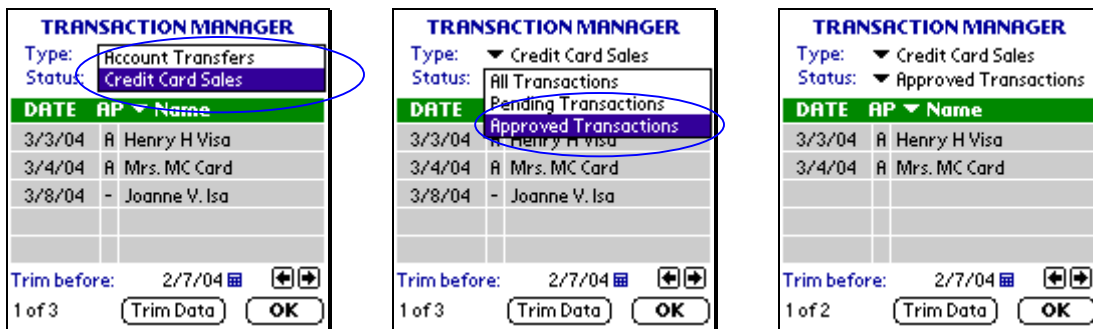 TRANSACTION MANAGER
Type: Account Transfers
Status: Credit Card Sales
DATE AP Name
3/3/04 A Henry H Visa
3/4/04 A Mrs. MC Card
3/8/04 - Joanne V. Isa
Trim before: 2/7/04
1 of 3 Trim Data OK
TRANSACTION MANAGER
Type: Credit Card Sales
Status: All Transactions
DATE Pending Transactions
Approved Transactions
3/3/04 A Henry H Visa
3/4/04 A Mrs. MC Card
3/8/04 - Joanne V. Isa
Trim before: 2/7/04
1 of 3 Trim Data OK
TRANSACTION MANAGER
Type: Credit Card Sales
Status: Approved Transactions
DATE AP Name
3/3/04 A Henry H Visa
3/4/04 A Mrs. MC Card
Trim before: 2/7/04
1 of 2 Trim Data OK